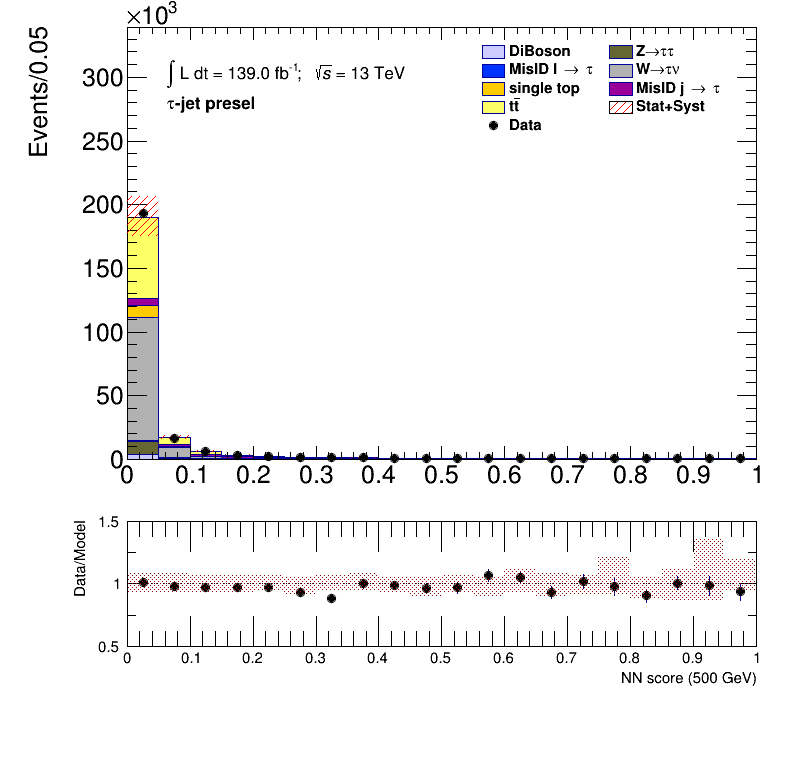 ×10³
Events/0.05
350
300
250
200
150
100
50
0
∫ L dt = 139.0 fb⁻¹; √s = 13 TeV
τ-jet presel
DiBoson
Z→ττ
MisID l → τ
W→τν
single top
MisID j → τ
tt̄
Stat+Syst
Data
0 0.1 0.2 0.3 0.4 0.5 0.6 0.7 0.8 0.9 1
Data/Model
1.5
1
0.5
0 0.1 0.2 0.3 0.4 0.5 0.6 0.7 0.8 0.9 1
NN score (500 GeV)